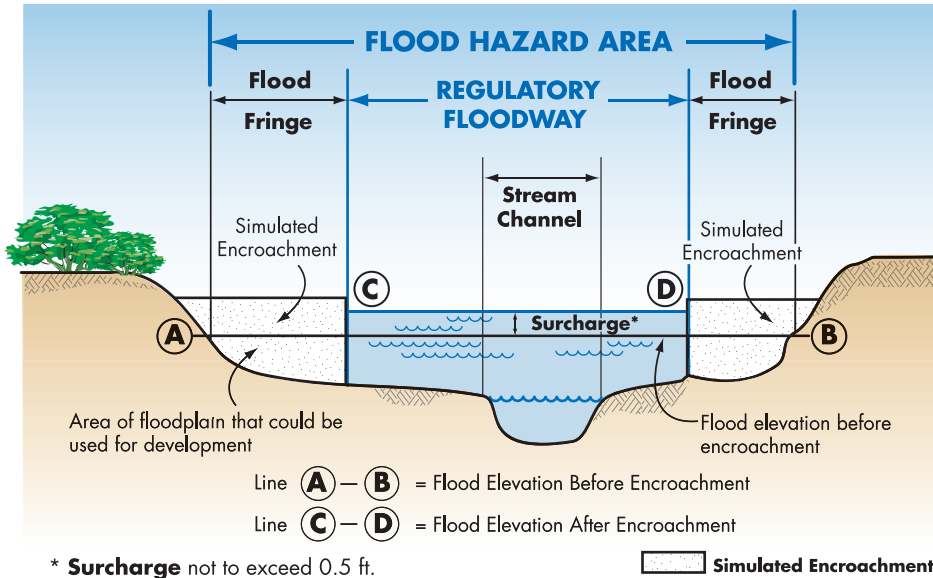 FLOOD HAZARD AREA
Flood
Fringe
REGULATORY
FLOODWAY
Flood
Fringe
Stream
Channel
Simulated
Encroachment
Simulated
Encroachment
C
D
Surcharge*
A
B
Area of floodplain that could be
used for development
Flood elevation before
encroachment
Line A — B = Flood Elevation Before Encroachment
Line C — D = Flood Elevation After Encroachment
* Surcharge not to exceed 0.5 ft.
Simulated Encroachment